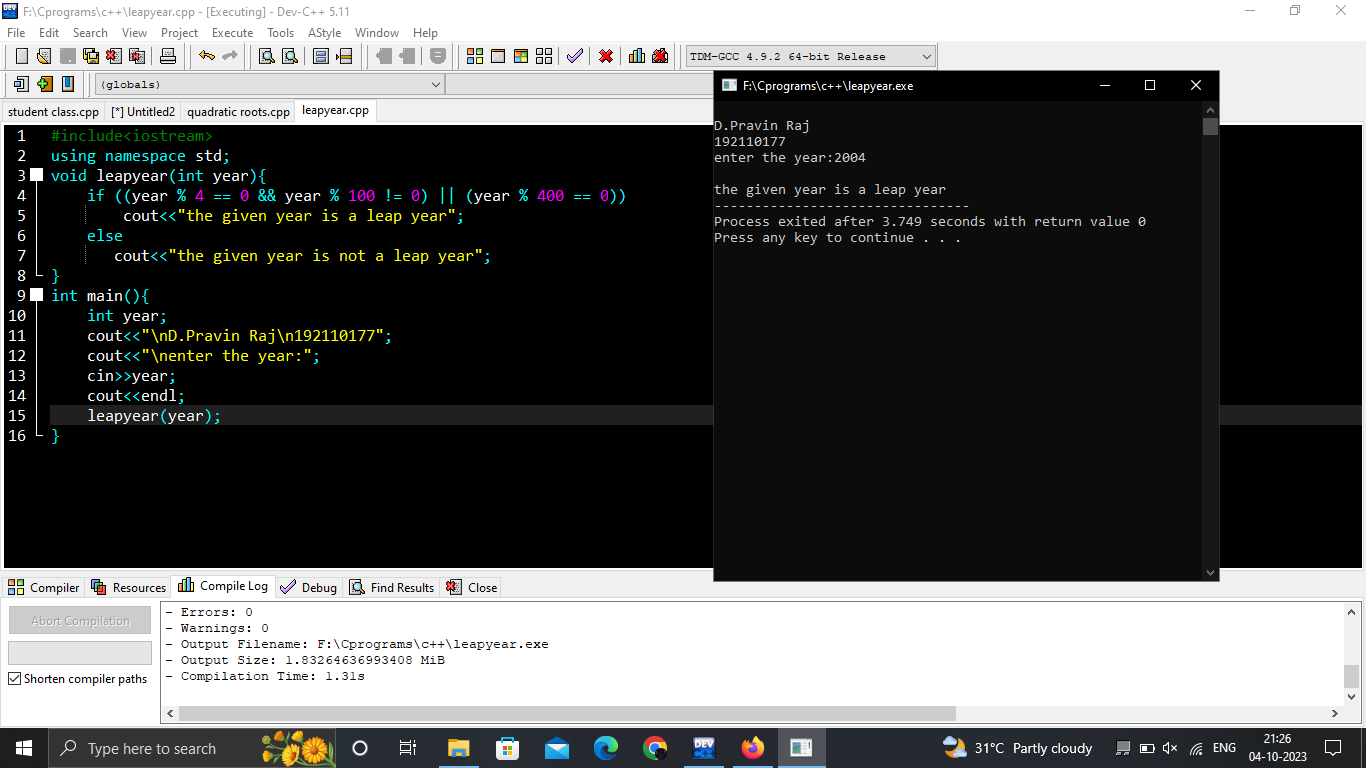 F:\Cprograms\c++\leapyear.cpp - [Executing] - Dev-C++ 5.11
File Edit Search View Project Execute Tools AStyle Window Help
TDM-GCC 4.9.2 64-bit Release
(globals)
student class.cpp [*] Untitled2 quadratic roots.cpp leapyear.cpp
1 #include<iostream>
2 using namespace std;
3 void leapyear(int year){
4 if ((year % 4 == 0 && year % 100 != 0) || (year % 400 == 0))
5 cout<<"the given year is a leap year";
6 else
7 cout<<"the given year is not a leap year";
8 }
9 int main(){
10 int year;
11 cout<<"\nD.Pravin Raj\n192110177";
12 cout<<"\nenter the year:";
13 cin>>year;
14 cout<<endl;
15 leapyear(year);
16 }
F:\Cprograms\c++\leapyear.exe
D.Pravin Raj
192110177
enter the year:2004
the given year is a leap year
--------------------------------
Process exited after 3.749 seconds with return value 0
Press any key to continue . . .
Compiler Resources Compile Log Debug Find Results Close
Abort Compilation
Shorten compiler paths
- Errors: 0
- Warnings: 0
- Output Filename: F:\Cprograms\c++\leapyear.exe
- Output Size: 1.83264636993408 MiB
- Compilation Time: 1.31s
Type here to search
DEV
31°C Partly cloudy
ENG
21:26
04-10-2023